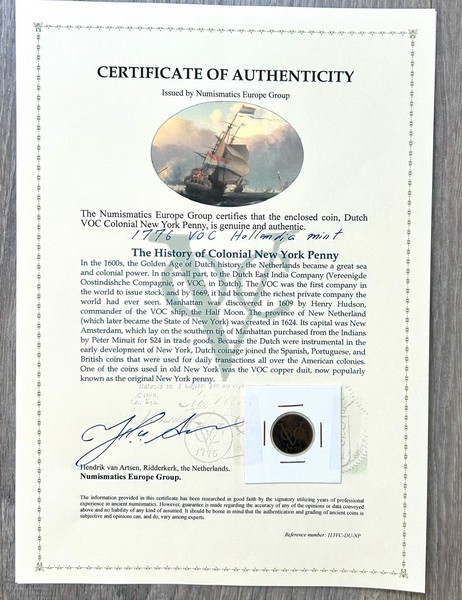 CERTIFICATE OF AUTHENTICITY
Issued by Numismatics Europe Group
The Numismatics Europe Group certifies that the enclosed coin, Dutch
VOC Colonial New York Penny, is genuine and authentic.
1776 VOC Hollandia mint
The History of Colonial New York Penny
In the 1600s, the Golden Age of Dutch history, the Netherlands became a great sea
and colonial power. In no small part, to the Dutch East India Company (Vereenigde
Oostindishche Compagnie, VOC, in Dutch). The VOC was the first company
in the world to issue stock, and by 1669, it had become the richest private company the
world had ever seen. Manhattan was discovered in 1609 by Henry Hudson,
commander of the VOC ship, the Half Moon. The province of New Netherland
(which later became the State of New York) was created in 1624. Its capital was New
Amsterdam, which lay on the southern tip of Manhattan purchased from the Indians
by Peter Minuit for $24 in trade goods. Because the Dutch were instrumental in the
early development of New York, Dutch coinage joined the Spanish, Portuguese, and
British coins that were used for daily transactions all over the American colonies.
One of the coins used in old New York was the VOC copper duit, now popularly
known as the original New York penny.
1776
Hendrik van Artsen, Ridderkerk, the Netherlands.
Numismatics Europe Group.
The information provided in this certificate has been researched in good faith by the signatory utilizing years of professional
experience in ancient numismatics. However, guarantee is made regarding the accuracy of any of the opinions or data conveyed
above and no liability of any kind of assumed. It should be borne in mind that the authentication and grading of ancient coins is
subjective and opinions can, and do, vary among experts.
Reference number: 113VC-DU-NP